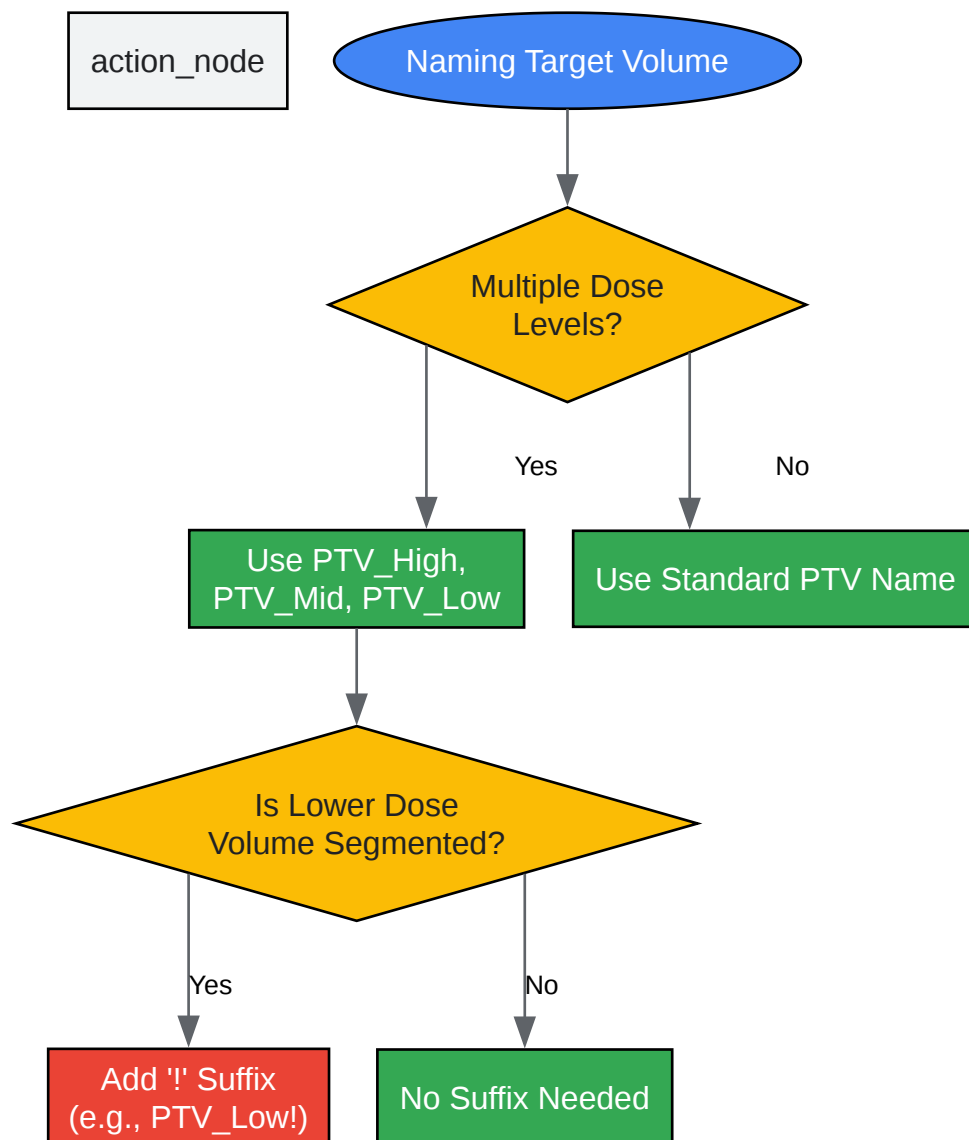 action_node
Naming Target Volume
Multiple Dose
Levels?
Yes
No
Use PTV_High,
PTV_Mid, PTV_Low
Use Standard PTV Name
Is Lower Dose
Volume Segmented?
Yes
No
Add '!' Suffix
(e.g., PTV_Low!)
No Suffix Needed